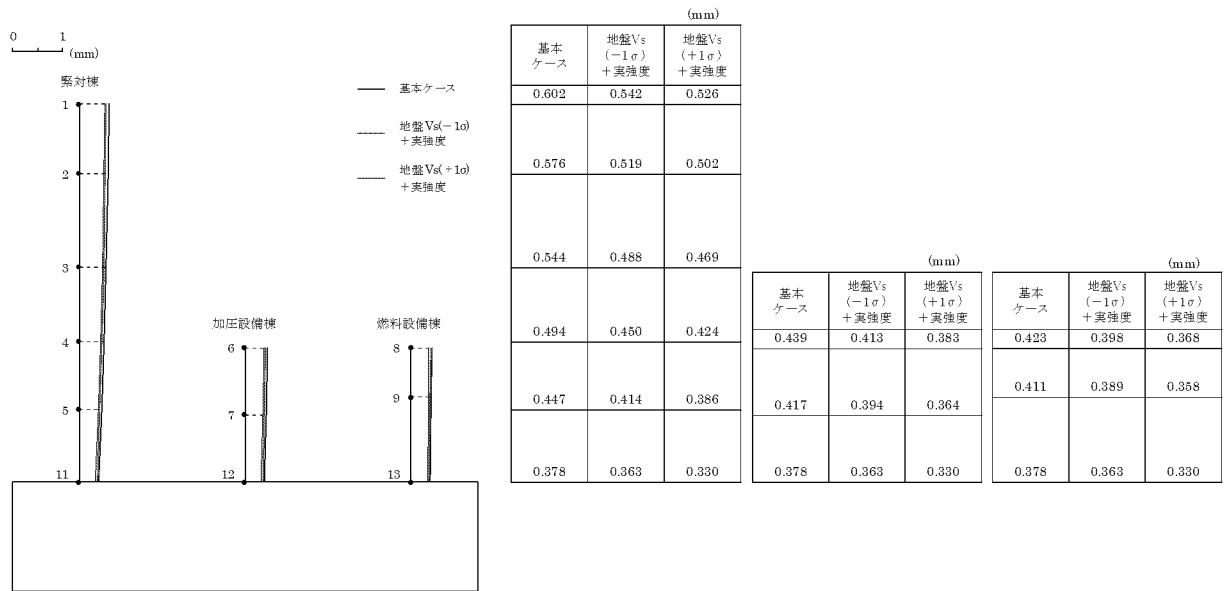 0 1
(mm)
緊対棟
1
2
3
4
5
11
加圧設備棟
6
7
12
燃料設備棟
8
9
13
基本ケース
地盤Vs(-1σ)
+実強度
地盤Vs(+1σ)
+実強度
(mm)
基本 地盤Vs 地盤Vs
ケース (-1σ) (+1σ)
+実強度 +実強度
0.602 0.542 0.526
0.576 0.519 0.502
0.544 0.488 0.469
0.494 0.450 0.424
0.447 0.414 0.386
0.378 0.363 0.330
(mm)
基本 地盤Vs 地盤Vs
ケース (-1σ) (+1σ)
+実強度 +実強度
0.439 0.413 0.383
0.417 0.394 0.364
0.378 0.363 0.330
(mm)
基本 地盤Vs 地盤Vs
ケース (-1σ) (+1σ)
+実強度 +実強度
0.423 0.398 0.368
0.411 0.389 0.358
0.378 0.363 0.330